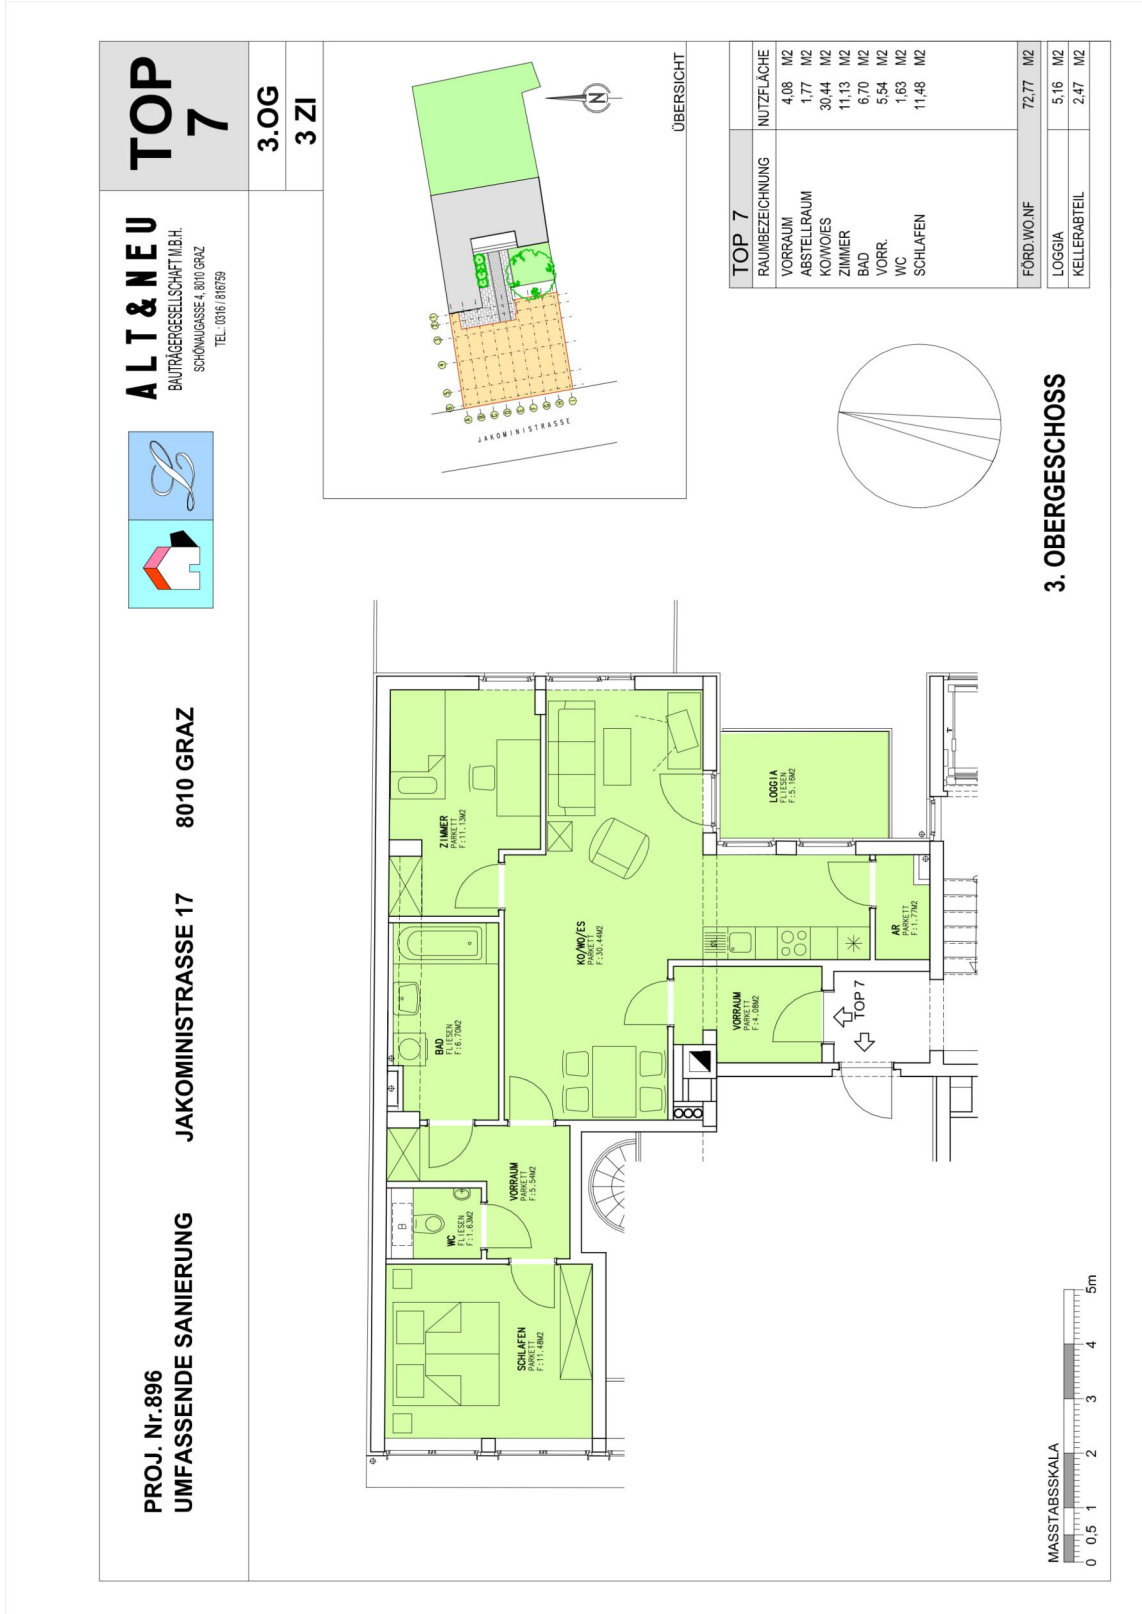 PROJ. Nr.896
UMFASSENDE SANIERUNG
JAKOMINISTRASSE 17
8010 GRAZ
ALT&NEU
BAUTRÄGERGESELLSCHAFT M.B.H.
SCHÖNAUGASSE 4, 8010 GRAZ
TEL.: 0316 / 816759
TOP
7
3.OG
3 ZI
JAKOMINISTRASSE
N
ÜBERSICHT
TOP 7
RAUMBEZEICHNUNG NUTZFLÄCHE
VORRAUM 4,08 M2
ABSTELLRAUM 1,77 M2
KO/WO/ES 30,44 M2
ZIMMER 11,13 M2
BAD 6,70 M2
VORR. 5,54 M2
WC 1,63 M2
SCHLAFEN 11,48 M2
FÖRD.WO.NF 72,77 M2
LOGGIA 5,16 M2
KELLERABTEIL 2,47 M2
SCHLAFEN
PARKETT
F:11.48M2
B
WC
FLIESEN
F:1.63M2
VORRAUM
PARKETT
F:5.54M2
BAD
FLIESEN
F:6.70M2
ZIMMER
PARKETT
F:11.13M2
KO/WO/ES
PARKETT
F:30.44M2
VORRAUM
PARKETT
F:4.08M2
LOGGIA
FLIESEN
F:5.16M2
AR
PARKETT
F:1.77M2
TOP 7
3. OBERGESCHOSS
MASSTABSSKALA
0 0,5 1 2 3 4 5m